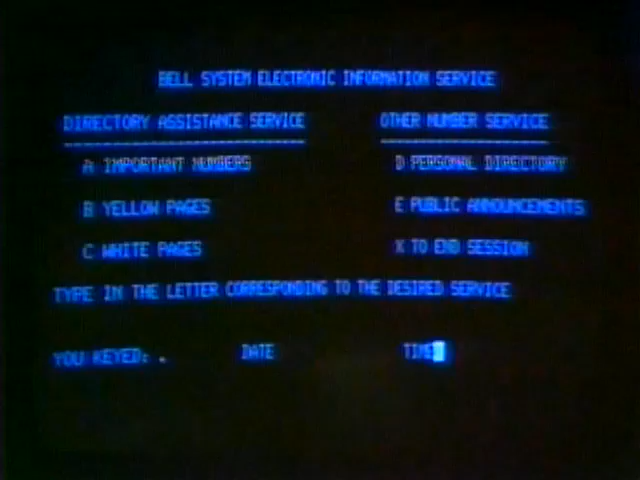 BELL SYSTEM ELECTRONIC INFORMATION SERVICE
DIRECTORY ASSISTANCE SERVICE
OTHER NUMBER SERVICE
A IMPORTANT NUMBERS
D PERSONAL DIRECTORY
B YELLOW PAGES
E PUBLIC ANNOUNCEMENTS
C WHITE PAGES
X TO END SESSION
TYPE IN THE LETTER CORRESPONDING TO THE DESIRED SERVICE
YOU KEYED: . DATE TIME